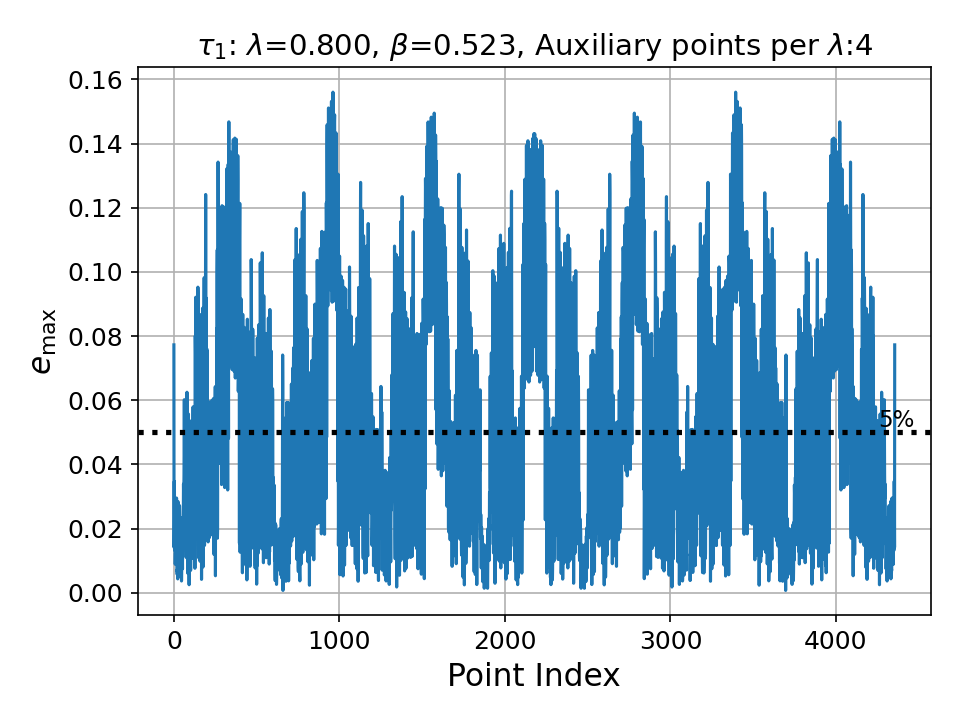 τ₁: λ=0.800, β=0.523, Auxiliary points per λ:4
0.16
0.14
0.12
0.10
0.08
0.06
0.04
0.02
0.00
e_max
5%
0 1000 2000 3000 4000
Point Index